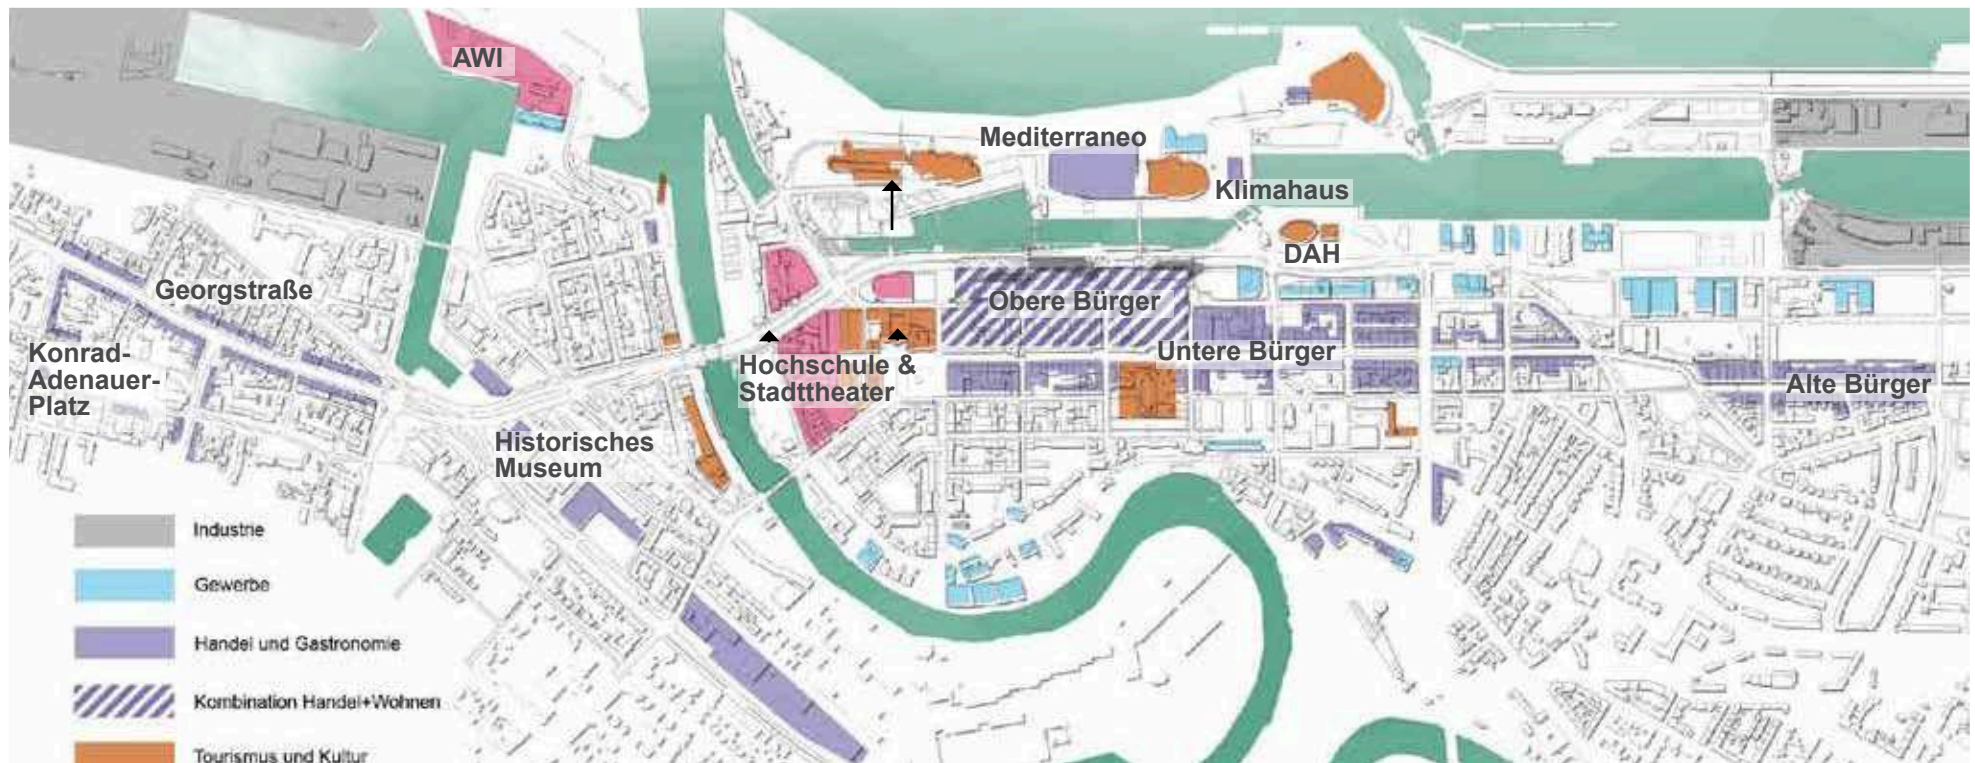 AWI
Mediterraneo
Klimahaus
DAH
Georgstraße
Obere Bürger
Konrad-
Adenauer-
Platz
Untere Bürger
Hochschule &
Stadttheater
Alte Bürger
Historisches
Museum
Industrie
Gewerbe
Handel und Gastronomie
Kombination Handel+Wohnen
Tourismus und Kultur